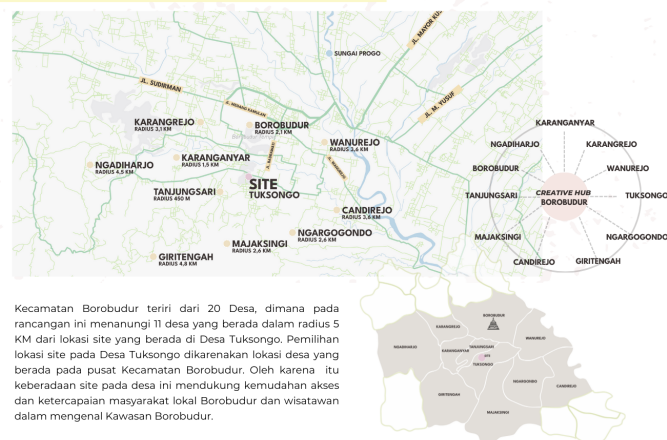 SUNGAI PROGO
JL. SUDIRMAN
JL. M. YUSUF
KARANGREJO
RADIUS 3,1 KM
BOROBUDUR
RADIUS 2,1 KM
WANUREJO
RADIUS 3,6 KM
NGADIHARJO
RADIUS 4,5 KM
KARANGANYAR
RADIUS 1,5 KM
TANJUNGSARI
RADIUS 450 M
SITE
TUKSONGO
CANDIREJO
RADIUS 3,8 KM
NGARGOGONDO
RADIUS 2,6 KM
MAJAKSINGI
RADIUS 2,6 KM
GIRITENGAH
RADIUS 4,8 KM
KARANGANYAR
NGADIHARJO
KARANGREJO
BOROBUDUR
WANUREJO
TANJUNGSARI
CREATIVE HUB
BOROBUDUR
TUKSONGO
MAJAKSINGI
NGARGOGONDO
CANDIREJO
GIRITENGAH
Kecamatan Borobudur teriri dari 20 Desa, dimana pada
rancangan ini menanungi 11 desa yang berada dalam radius 5
KM dari lokasi site yang berada di Desa Tuksongo. Pemilihan
lokasi site pada Desa Tuksongo dikarenakan lokasi desa yang
berada pada pusat Kecamatan Borobudur. Oleh karena itu
keberadaan site pada desa ini mendukung kemudahan akses
dan ketercapaian masyarakat lokal Borobudur dan wisatawan
dalam mengenal Kawasan Borobudur.
BOROBUDUR
KARANGREJO
WANUREJO
NGADIHARJO
TANJUNGSARI
KARANGANYAR
SITE
TUKSONGO
NGARGOGONDO
CANDIREJO
GIRITENGAH
MAJAKSINGI